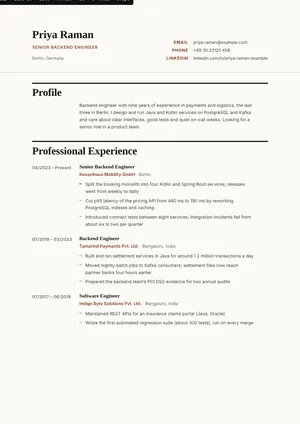 Priya Raman
SENIOR BACKEND ENGINEER
Berlin, Germany
EMAIL priya.raman@example.com
PHONE +49 30 23125 456
LINKEDIN linkedin.com/in/priya-raman-example
Profile
Backend engineer with nine years of experience in payments and logistics, the last
three in Berlin. I design and run Java and Kotlin services on PostgreSQL and Kafka
and care about clear interfaces, good tests and quiet on-call weeks. Looking for a
senior role in a product team.
Professional Experience
04/2023 – Present
Senior Backend Engineer
Kesselhaus Mobility GmbH · Berlin
– Split the booking monolith into four Kotlin and Spring Boot services; releases
went from weekly to daily
– Cut p95 latency of the pricing API from 480 ms to 190 ms by reworking
PostgreSQL indexes and caching
– Introduced contract tests between eight services; integration incidents fell from
about six to two per quarter
07/2019 – 03/2023
Backend Engineer
Tamarind Payments Pvt. Ltd. · Bengaluru, India
– Built and ran settlement services in Java for around 1.2 million transactions a day
– Moved nightly batch jobs to Kafka consumers; settlement files now reach
partner banks four hours earlier
– Prepared the backend team's PCI DSS evidence for two annual audits
07/2017 – 06/2019
Software Engineer
Indigo Byte Solutions Pvt. Ltd. · Bengaluru, India
– Maintained REST APIs for an insurance claims portal (Java, Oracle)
– Wrote the first automated regression suite (about 300 tests), run on every merge